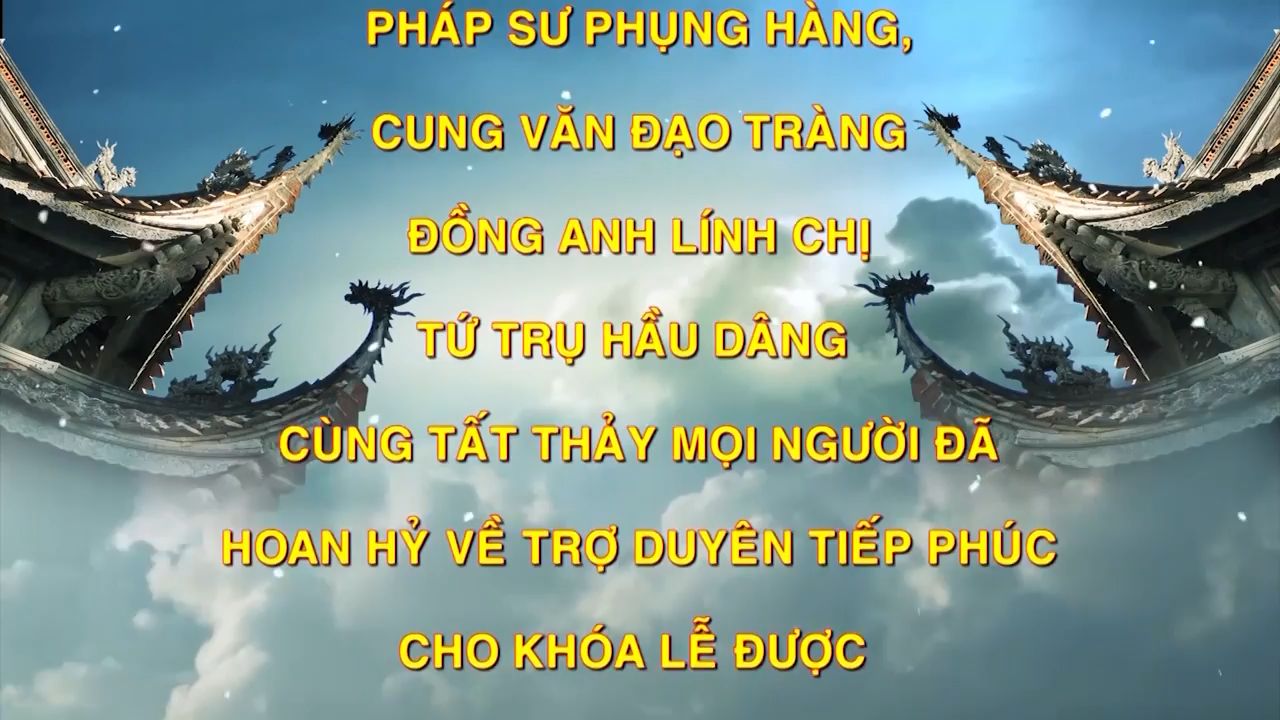 PHÁP SƯ PHỤNG HÀNG,
CUNG VĂN ĐẠO TRÀNG
ĐỒNG ANH LÍNH CHỊ
TỨ TRỤ HẦU DÂNG
CÙNG TẤT THẢY MỌI NGƯỜI ĐÃ
HOAN HỶ VỀ TRỢ DUYÊN TIẾP PHÚC
CHO KHÓA LỄ ĐƯỢC